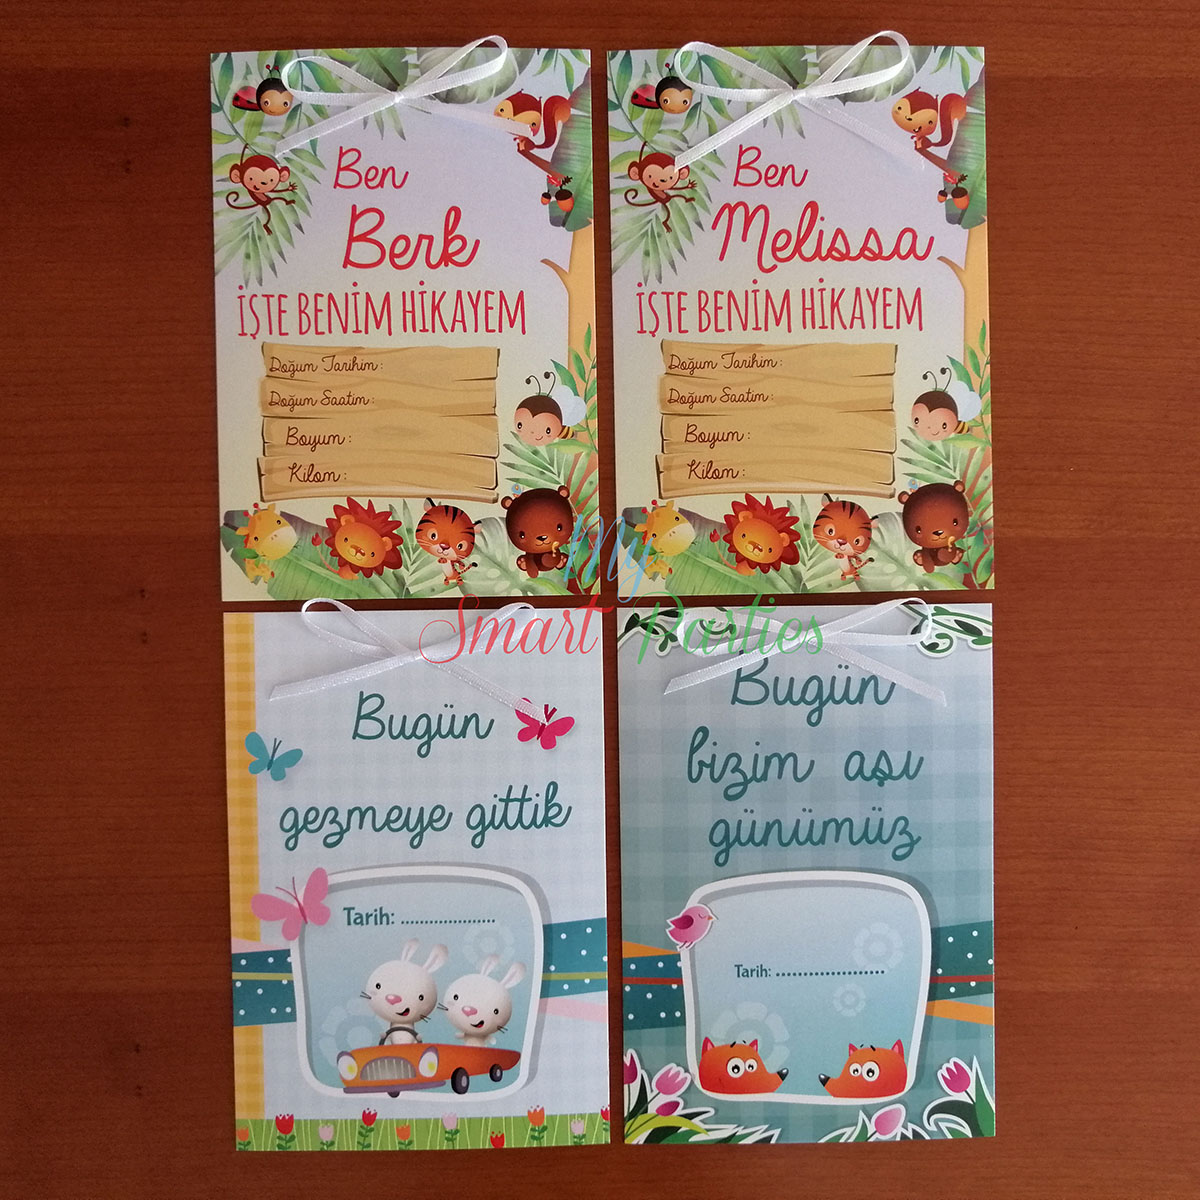 Ben
Berk
İŞTE BENİM HİKAYEM
Doğum Tarihim :
Doğum Saatim :
Boyum :
Kilom :
Ben
Melissa
İŞTE BENİM HİKAYEM
Doğum Tarihim :
Doğum Saatim :
Boyum :
Kilom :
My
Smart Parties
Bugün
gezmeye gittik
Tarih: ....................
Bugün
bizim aşı
günümüz
Tarih: .......................